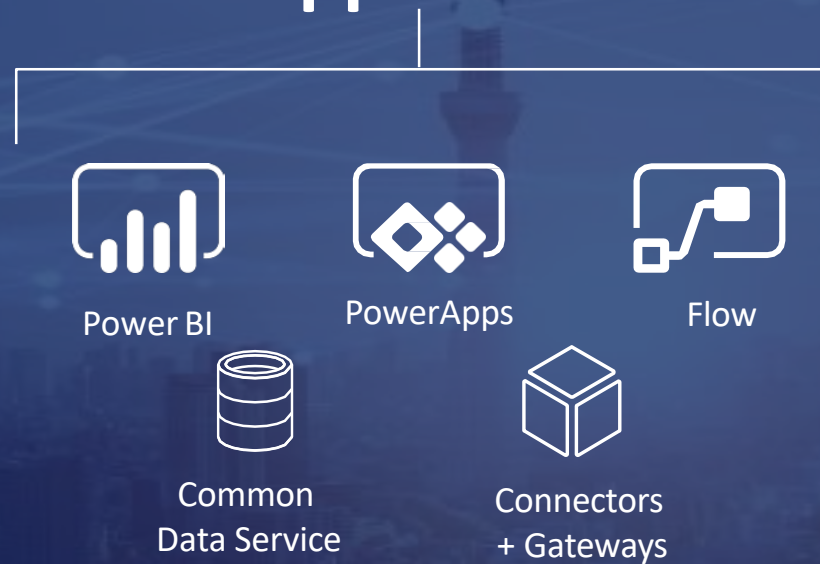 Power BI
PowerApps
Flow
Common
Data Service
Connectors
+ Gateways